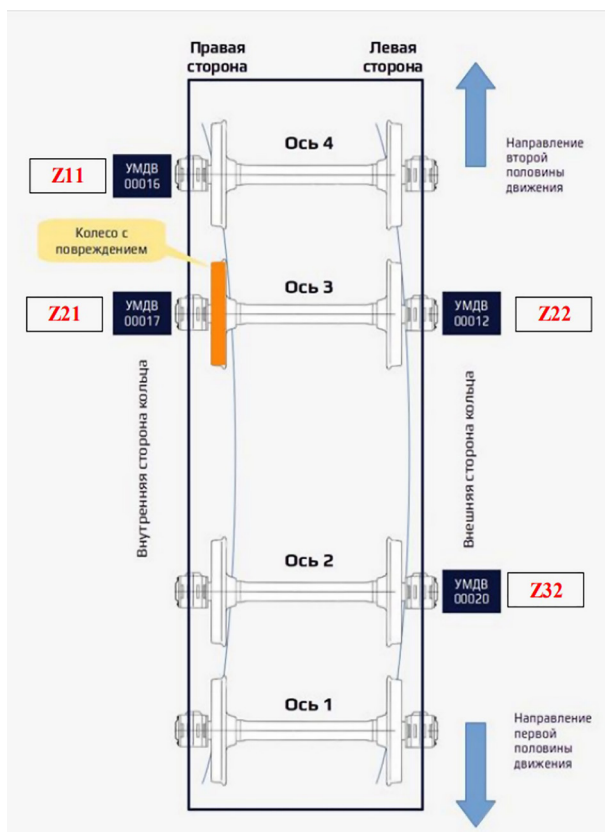 Правая
сторона
Левая
сторона
Ось 4
Направление
второй
половины
движения
Z11
УМДВ
00016
Колесо с
повреждением
Ось 3
Z21
УМДВ
00017
УМДВ
00012
Z22
Внутренняя сторона кольца
Внешняя сторона кольца
Ось 2
УМДВ
00020
Z32
Ось 1
Направление
первой
половины
движения